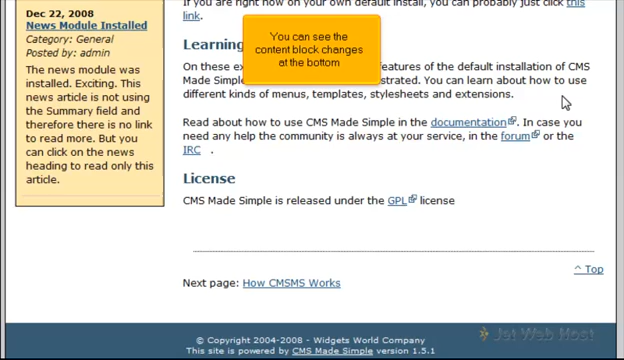 Dec 22, 2008
News Module Installed
Category: General
Posted by: admin
The news module was
installed. Exciting. This
news article is not using
the Summary field and
therefore there is no link
to read more. But you
can click on the news
heading to read only this
article.
If you are right now on your own default install, you can probably just click this
link.
You can see the
content block changes
at the bottom
Learning
On these ex features of the default installation of CMS
Made Simple strated. You can learn about how to use
different kinds of menus, templates, stylesheets and extensions.
Read about how to use CMS Made Simple in the documentation. In case you
need any help the community is always at your service, in the forum or the
IRC .
License
CMS Made Simple is released under the GPL license
^ Top
Next page: How CMSMS Works
© Copyright 2004-2008 - Widgets World Company
This site is powered by CMS Made Simple version 1.5.1
Jet Web Host